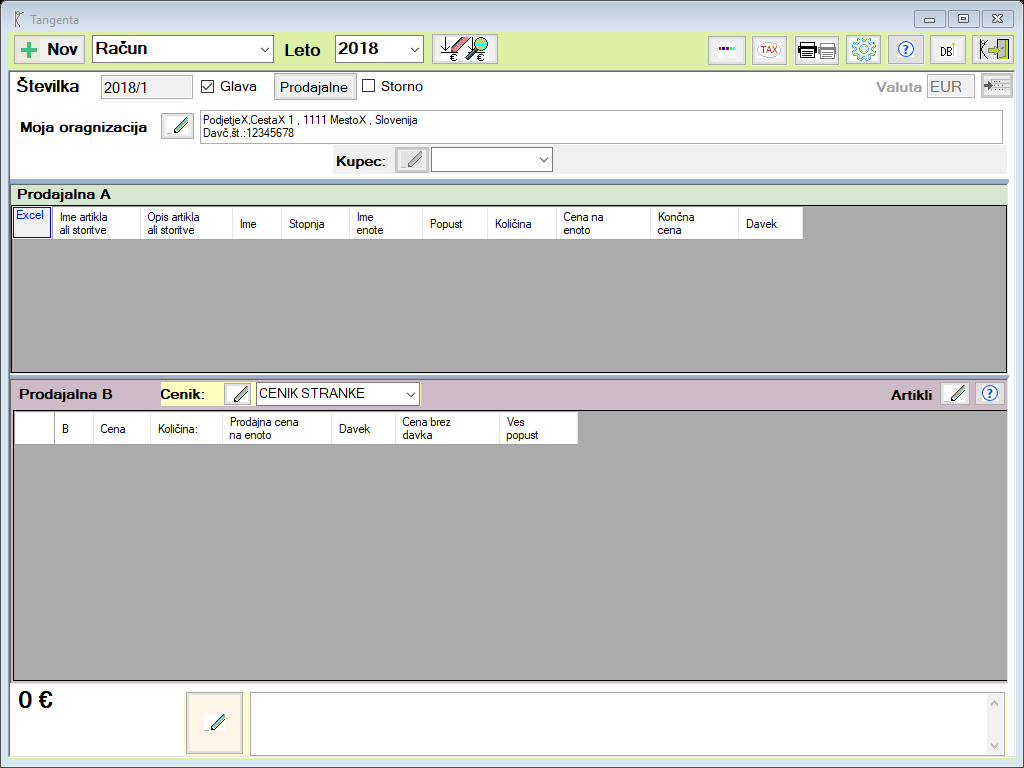 Tangenta
Nov Račun Leto 2018 TAX DB
Številka 2018/1 Glava Prodajalne Storno Valuta EUR
Moja oragnizacija PodjetjeX,CestaX 1 , 1111 MestoX , Slovenija
Davč.št.:12345678
Kupec:
Prodajalna A
Excel Ime artikla Opis artikla Ime Stopnja Ime Popust Količina Cena na Končna Davek
ali storitve ali storitve enote enoto cena
Prodajalna B Cenik: CENIK STRANKE Artikli
B Cena Količina: Prodajna cena Davek Cena brez Ves
na enoto davka popust
0 €